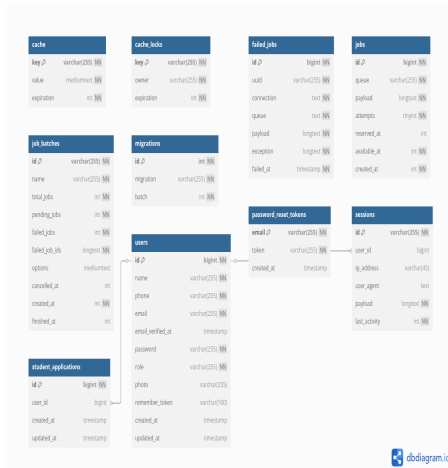 cache
key varchar(255) NN
value mediumtext NN
expiration int NN
cache_locks
key varchar(255) NN
owner varchar(255) NN
expiration int NN
failed_jobs
id bigint NN
uuid varchar(255) NN
connection text NN
queue text NN
payload longtext NN
exception longtext NN
failed_at timestamp NN
jobs
id bigint NN
queue varchar(255) NN
payload longtext NN
attempts tinyint NN
reserved_at int
available_at int NN
created_at int NN
job_batches
id varchar(255) NN
name varchar(255) NN
total_jobs int NN
pending_jobs int NN
failed_jobs int NN
failed_job_ids longtext NN
options mediumtext
cancelled_at int
created_at int NN
finished_at int
migrations
id int NN
migration varchar(255) NN
batch int NN
password_reset_tokens
email varchar(255) NN
token varchar(255) NN
created_at timestamp
sessions
id varchar(255) NN
user_id bigint
ip_address varchar(45)
user_agent text
payload longtext NN
last_activity int NN
users
id bigint NN
name varchar(255) NN
phone varchar(255) NN
email varchar(255) NN
email_verified_at timestamp
password varchar(255) NN
role varchar(255) NN
photo varchar(255)
remember_token varchar(100)
created_at timestamp
updated_at timestamp
student_applications
id bigint NN
user_id bigint
created_at timestamp
updated_at timestamp
dbdiagram.io